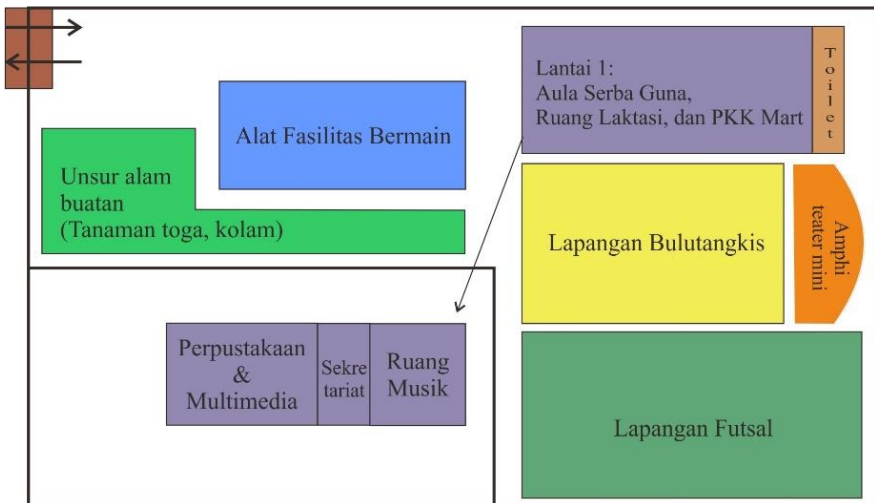 Lantai 1:
Aula Serba Guna,
Ruang Laktasi, dan PKK Mart
Toilet
Alat Fasilitas Bermain
Unsur alam
buatan
(Tanaman toga, kolam)
Lapangan Bulutangkis
Amphi
teater mini
Perpustakaan
&
Multimedia
Sekre
tariat
Ruang
Musik
Lapangan Futsal